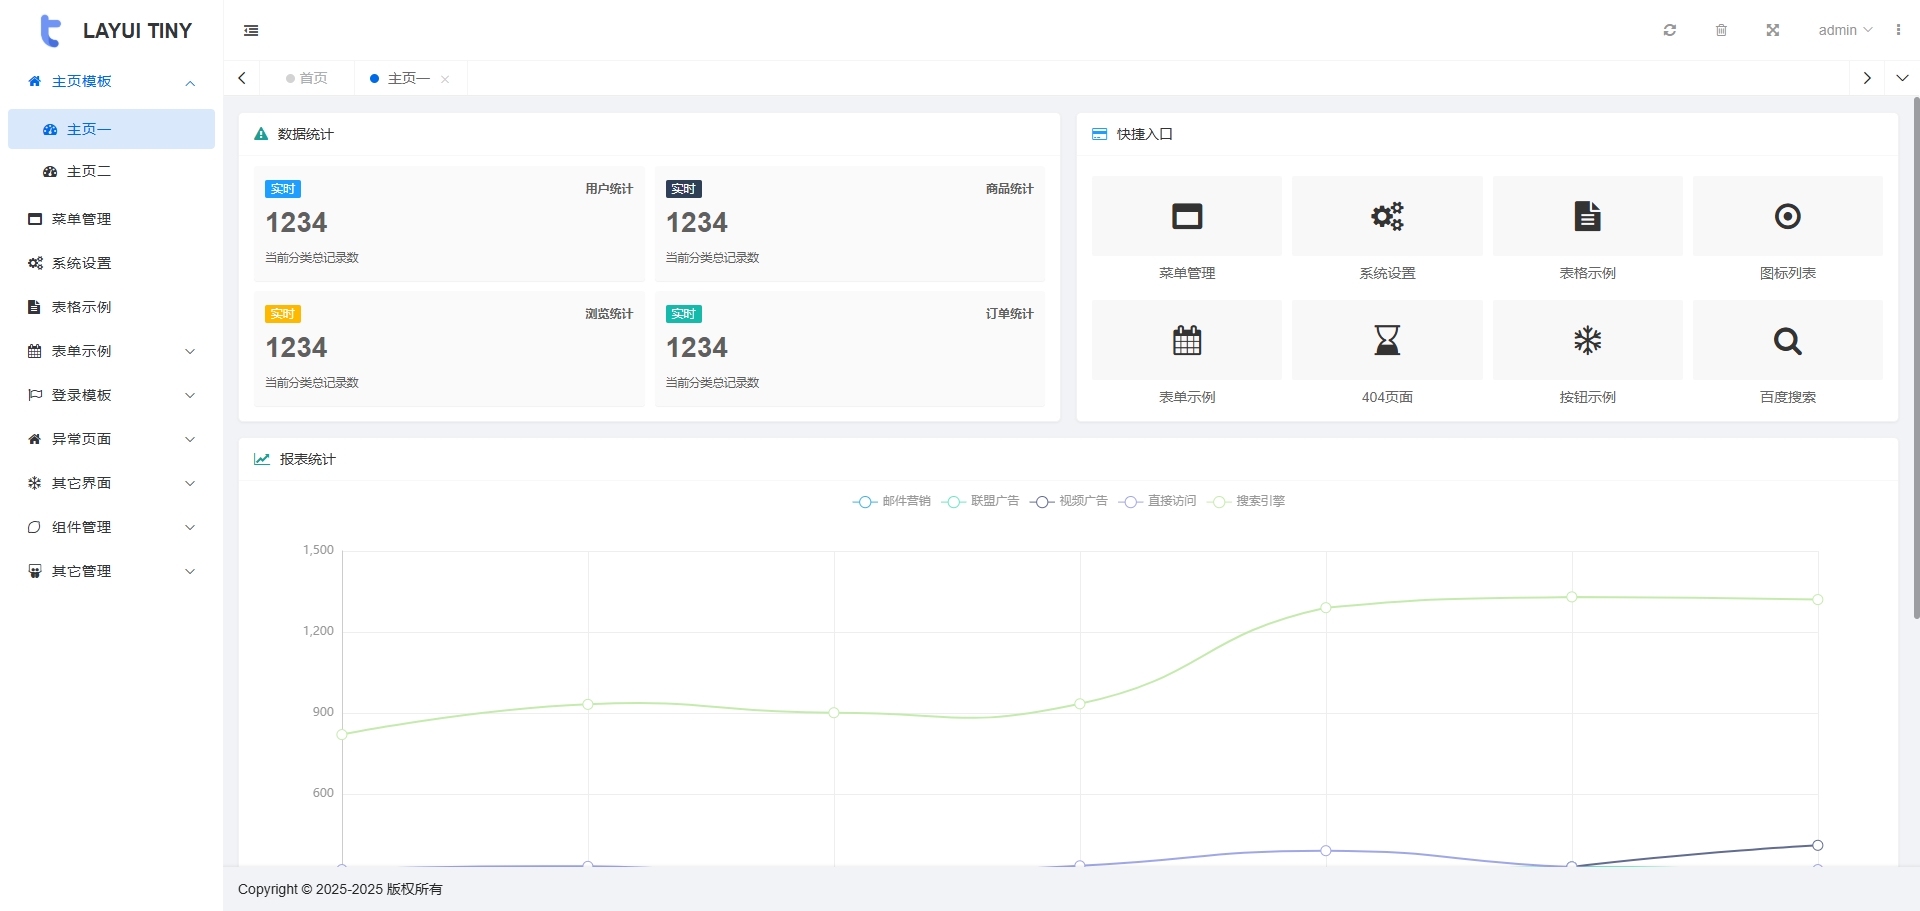 LAYUI TINY
主页模板
主页一
主页二
菜单管理
系统设置
表格示例
表单示例
登录模板
异常页面
其它界面
组件管理
其它管理
admin
首页
主页一
数据统计
实时 用户统计
1234
当前分类总记录数
实时 商品统计
1234
当前分类总记录数
实时 浏览统计
1234
当前分类总记录数
实时 订单统计
1234
当前分类总记录数
快捷入口
菜单管理 系统设置 表格示例 图标列表
表单示例 404页面 按钮示例 百度搜索
报表统计
邮件营销 联盟广告 视频广告 直接访问 搜索引擎
1,500
1,200
900
600
Copyright © 2025-2025 版权所有